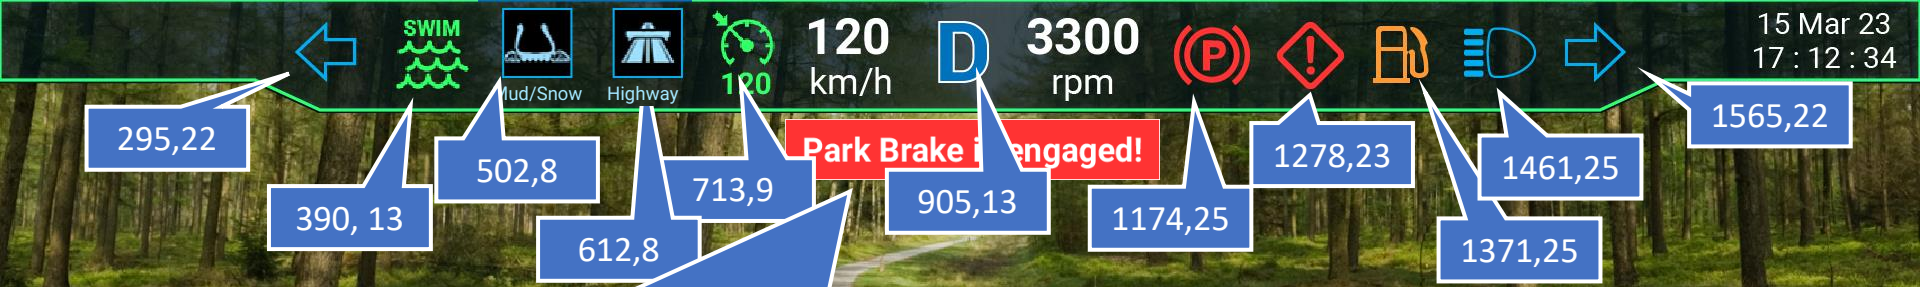 SWIM
120
km/h
D
3300
rpm
P
!
15 Mar 23
17 : 12 : 34
120
Mud/Snow
Highway
Park Brake is engaged!
295,22
390, 13
502,8
612,8
713,9
905,13
1174,25
1278,23
1371,25
1461,25
1565,22